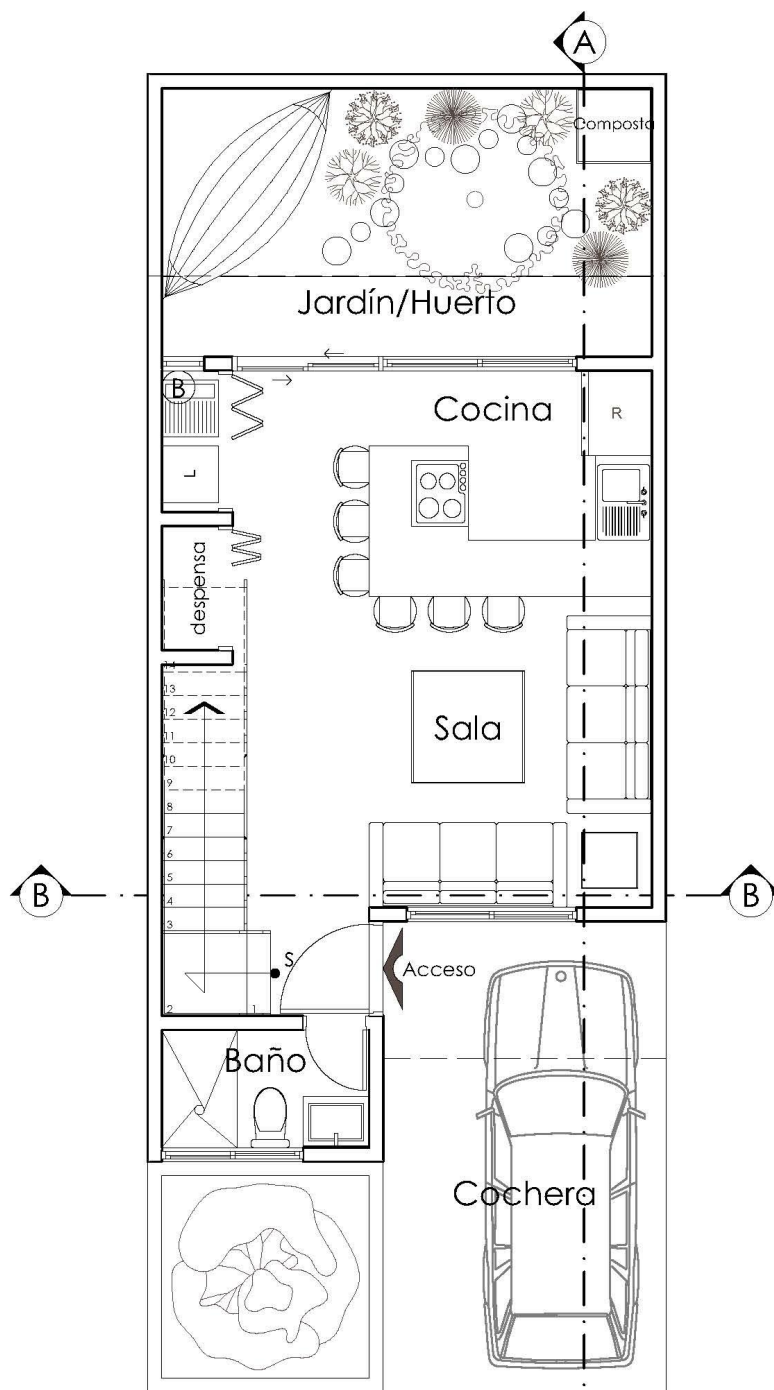 A
Composta
Jardín/Huerto
B
Cocina
R
L
despensa
14
13
12
11
10
9
8
7
6
5
4
3
Sala
B
B
S
Acceso
2
1
Baño
Cochera